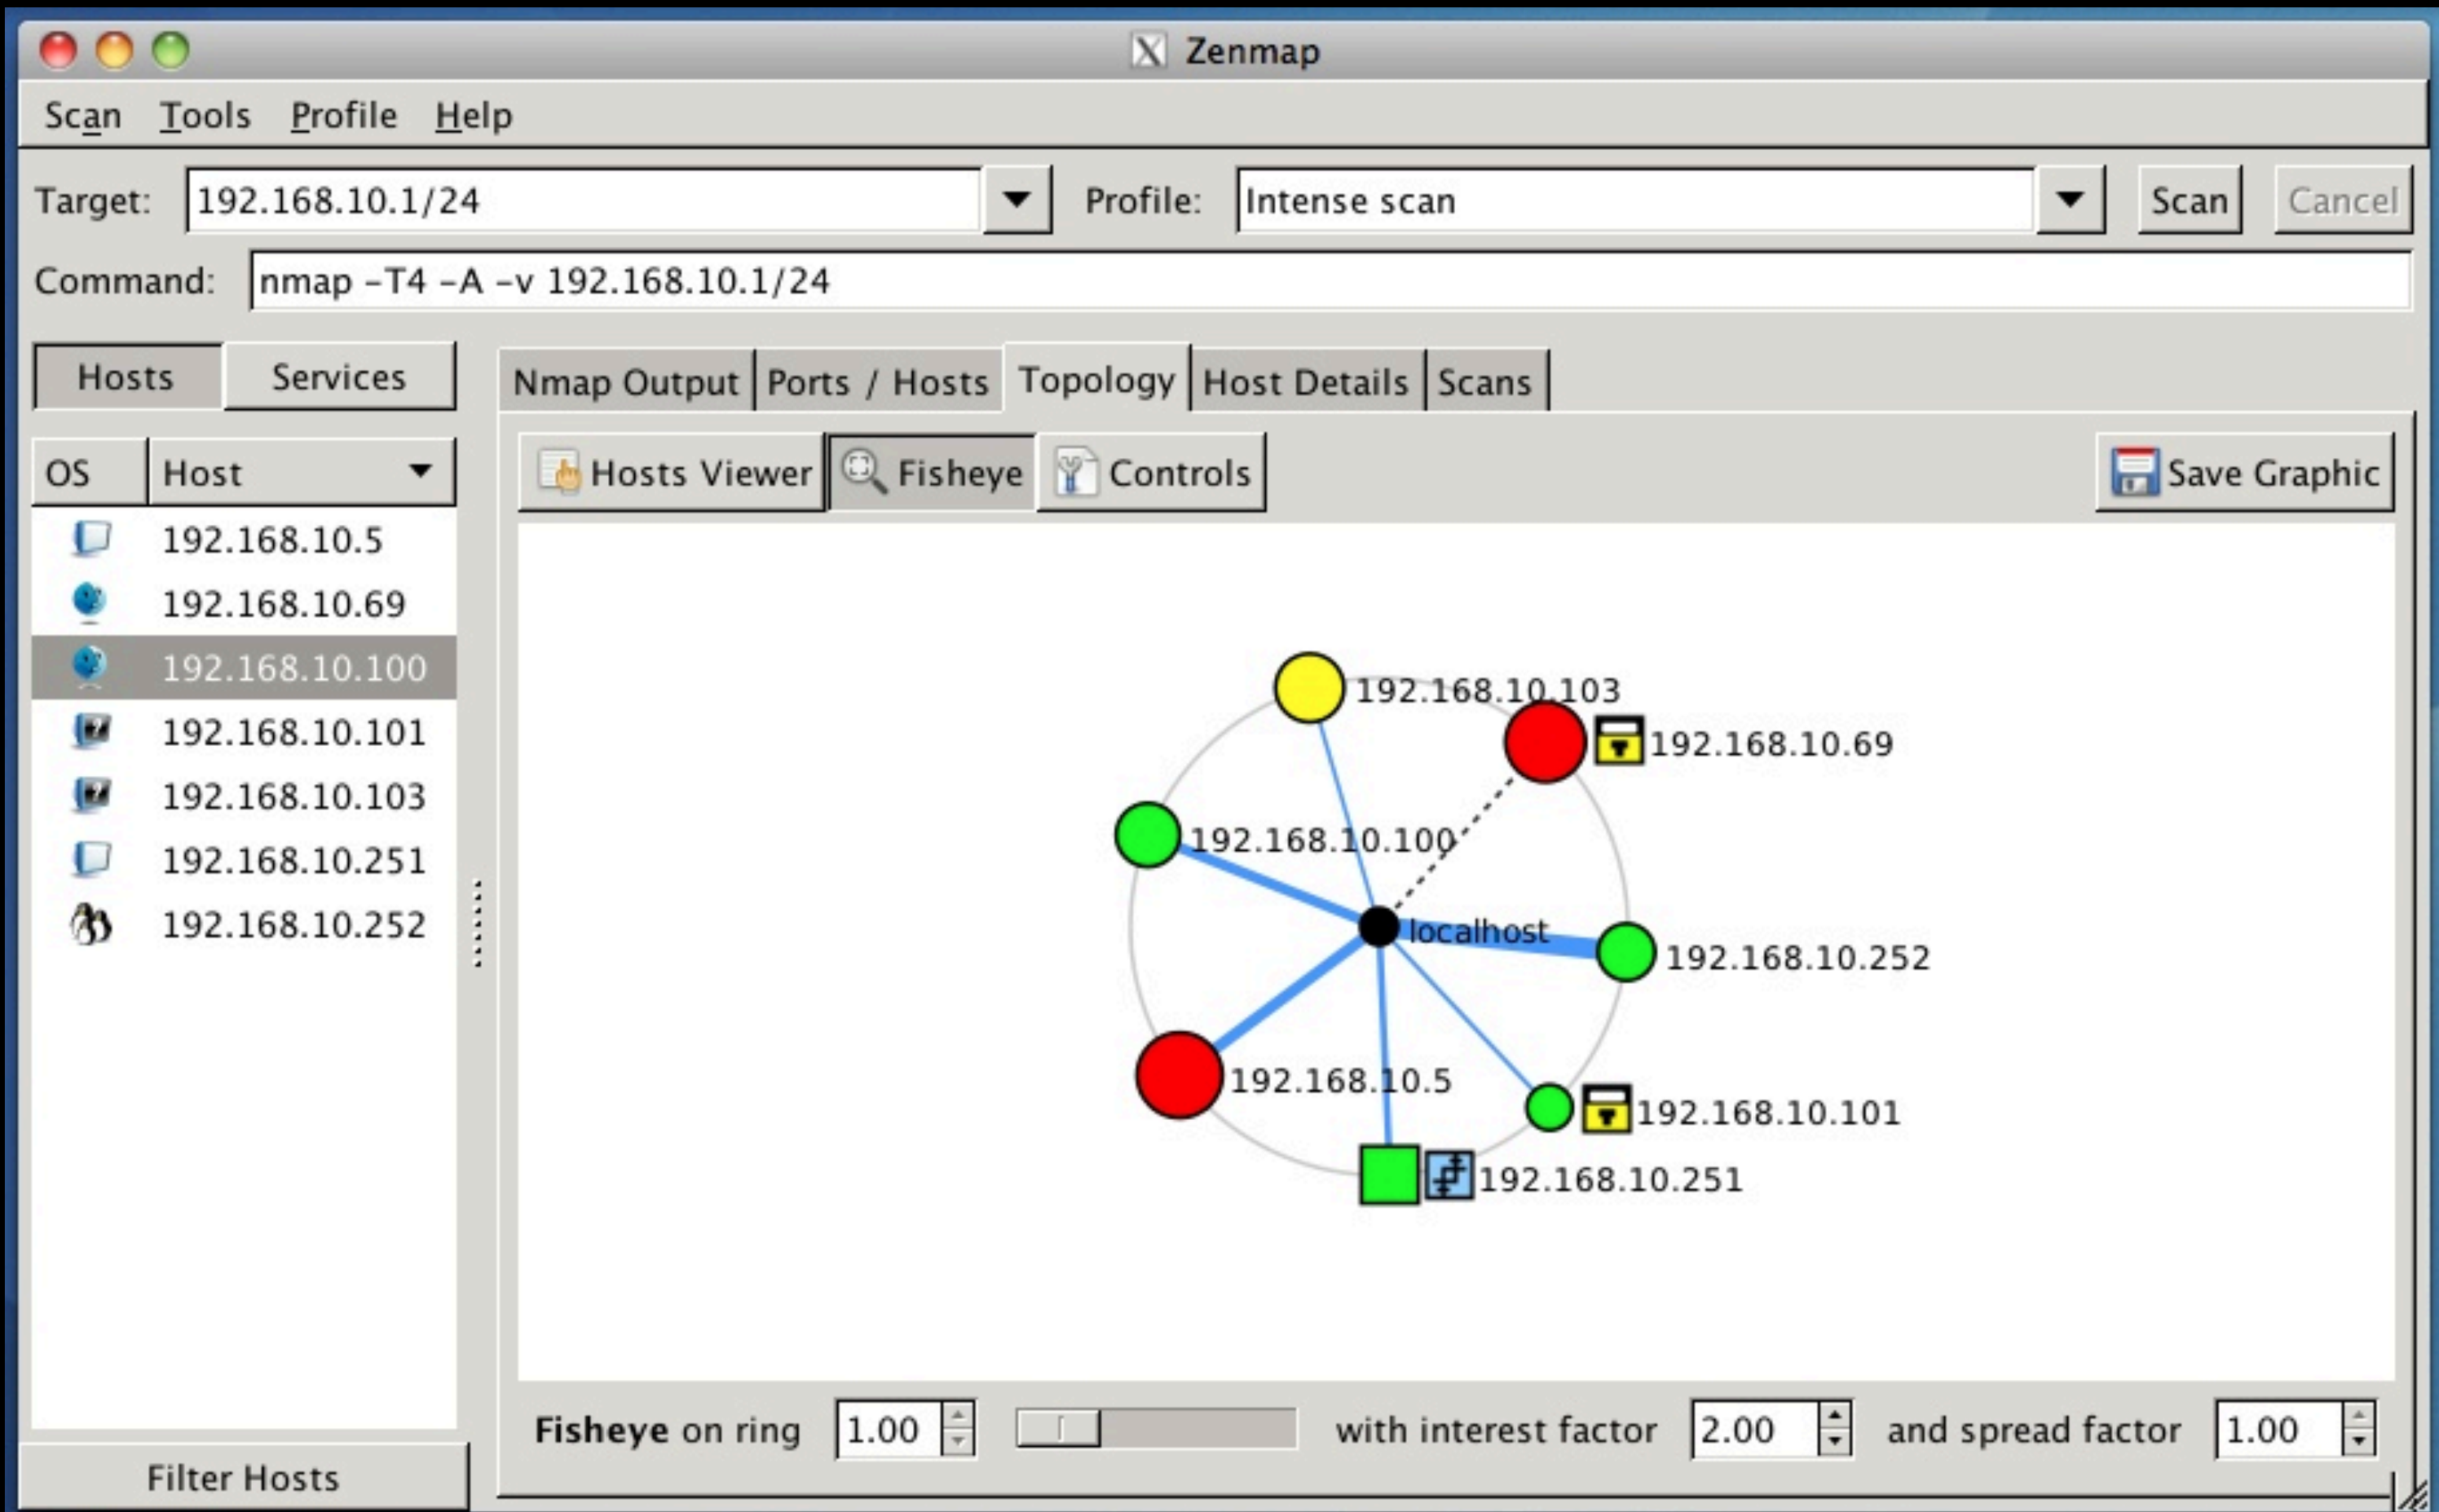 Zenmap
Scan Tools Profile Help
Target: 192.168.10.1/24 Profile: Intense scan Scan Cancel
Command: nmap -T4 -A -v 192.168.10.1/24
Hosts Services
Nmap Output Ports / Hosts Topology Host Details Scans
OS Host
Hosts Viewer Fisheye Controls Save Graphic
192.168.10.5
192.168.10.69
192.168.10.100
192.168.10.101
192.168.10.103
192.168.10.251
192.168.10.252
192.168.10.103
192.168.10.69
192.168.10.100
localhost
192.168.10.252
192.168.10.5
192.168.10.101
192.168.10.251
Fisheye on ring 1.00 with interest factor 2.00 and spread factor 1.00
Filter Hosts